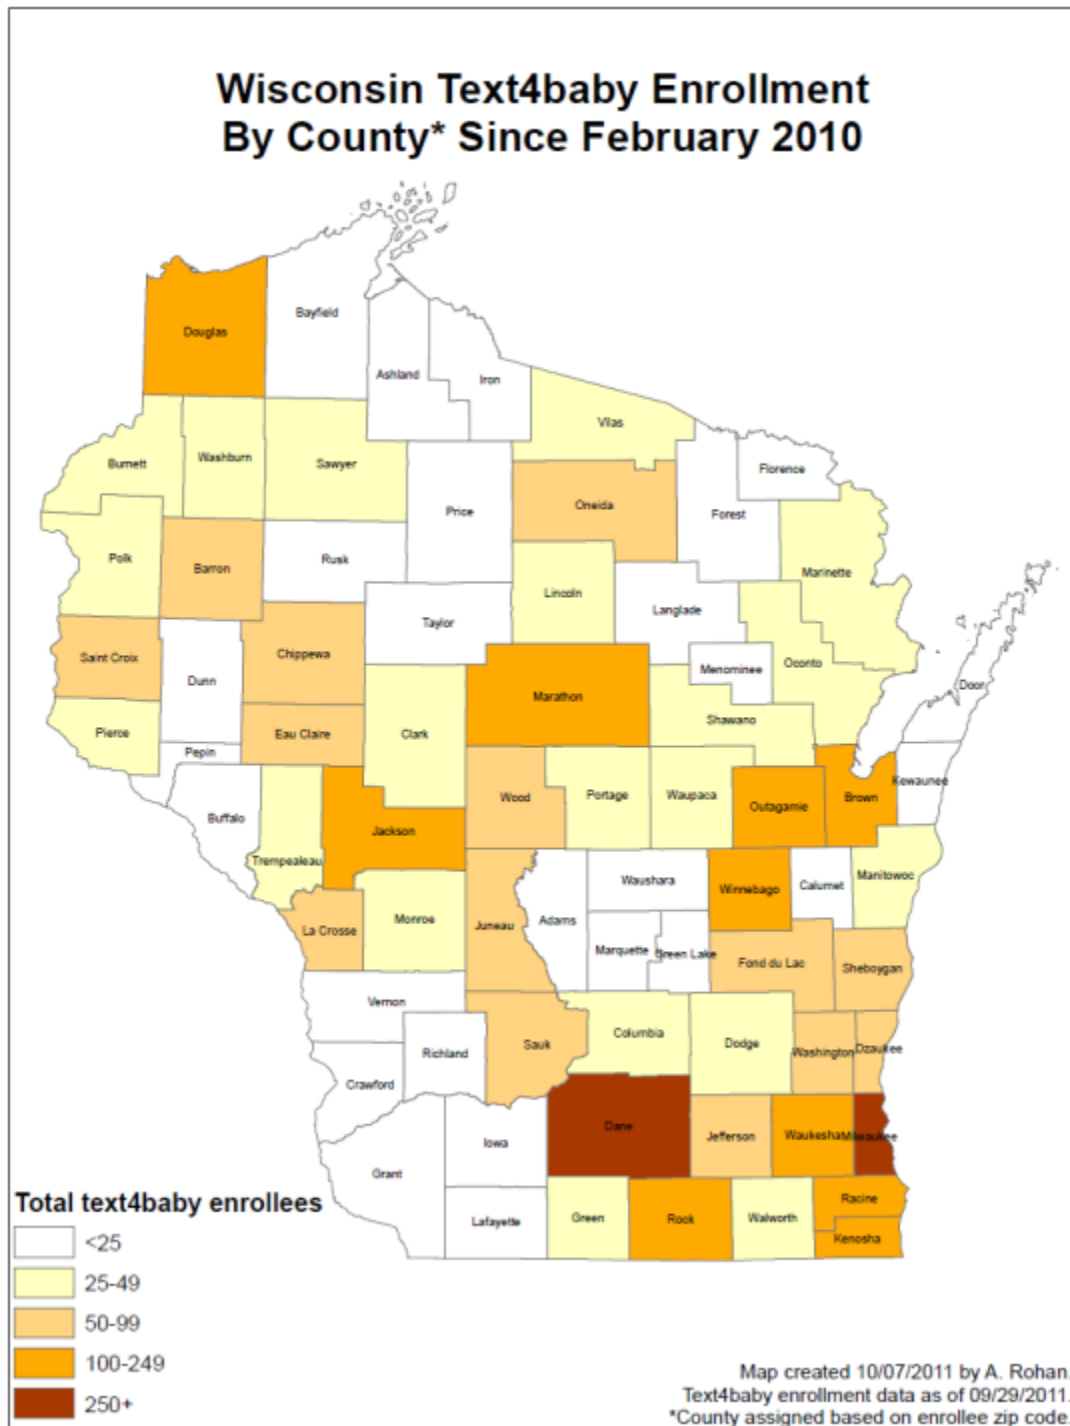 Wisconsin Text4baby Enrollment
By County* Since February 2010
Douglas
Bayfield
Ashland
Iron
Vilas
Burnett
Washburn
Sawyer
Florence
Price
Oneida
Forest
Polk
Barron
Rusk
Marinette
Lincoln
Langlade
Taylor
Saint Croix
Chippewa
Dunn
Menominee
Oconto
Door
Marathon
Pierce
Eau Claire
Clark
Shawano
Pepin
Kewaunee
Buffalo
Wood
Portage
Waupaca
Outagamie
Brown
Jackson
Trempealeau
Waushara
Winnebago
Calumet
Manitowoc
La Crosse
Monroe
Juneau
Adams
Marquette
Green Lake
Fond du Lac
Sheboygan
Vernon
Columbia
Dodge
Sauk
Washington
Ozaukee
Richland
Crawford
Dane
Jefferson
Waukesha
Milwaukee
Iowa
Grant
Lafayette
Green
Rock
Walworth
Racine
Kenosha
Total text4baby enrollees
<25
25-49
50-99
100-249
250+
Map created 10/07/2011 by A. Rohan.
Text4baby enrollment data as of 09/29/2011.
*County assigned based on enrollee zip code.